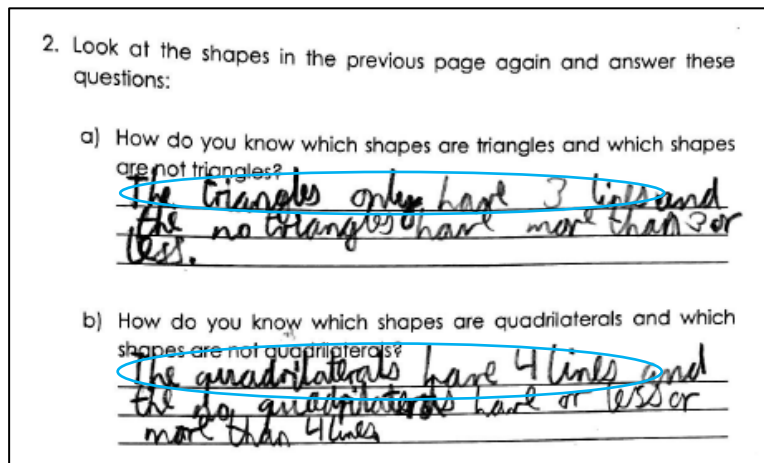 2. Look at the shapes in the previous page again and answer these
questions:
a) How do you know which shapes are triangles and which shapes
are not triangles?
The triangles only have 3 lines and
the no triangles have more than 3 or
less.
b) How do you know which shapes are quadrilaterals and which
shapes are not quadrilaterals?
The quadrilaterals have 4 lines and
the no quadrilaterals have or less or
more than 4 lines